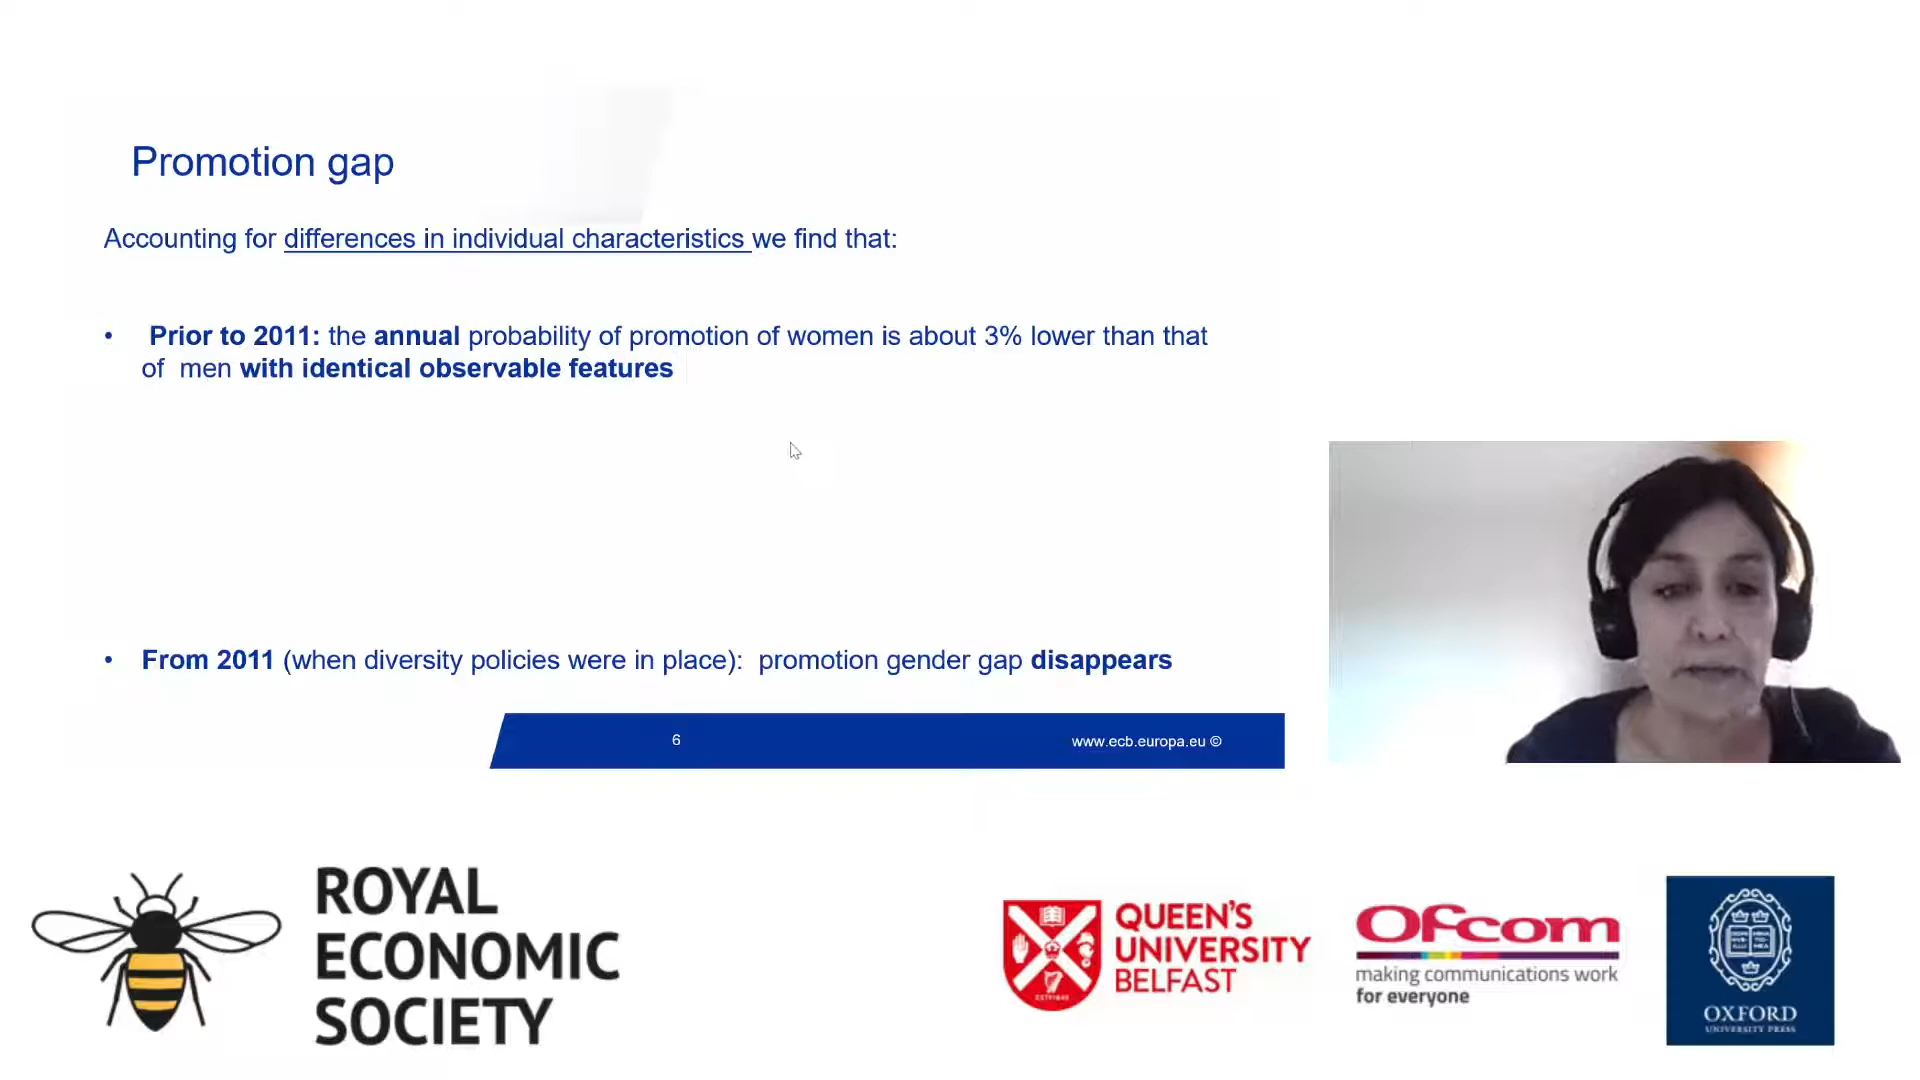 Promotion gap
Accounting for differences in individual characteristics we find that:
• Prior to 2011: the annual probability of promotion of women is about 3% lower than that
of men with identical observable features
• From 2011 (when diversity policies were in place): promotion gender gap disappears
6
www.ecb.europa.eu ©
ROYAL
ECONOMIC
SOCIETY
QUEEN'S
UNIVERSITY
BELFAST
Ofcom
making communications work
for everyone
OXFORD
UNIVERSITY PRESS